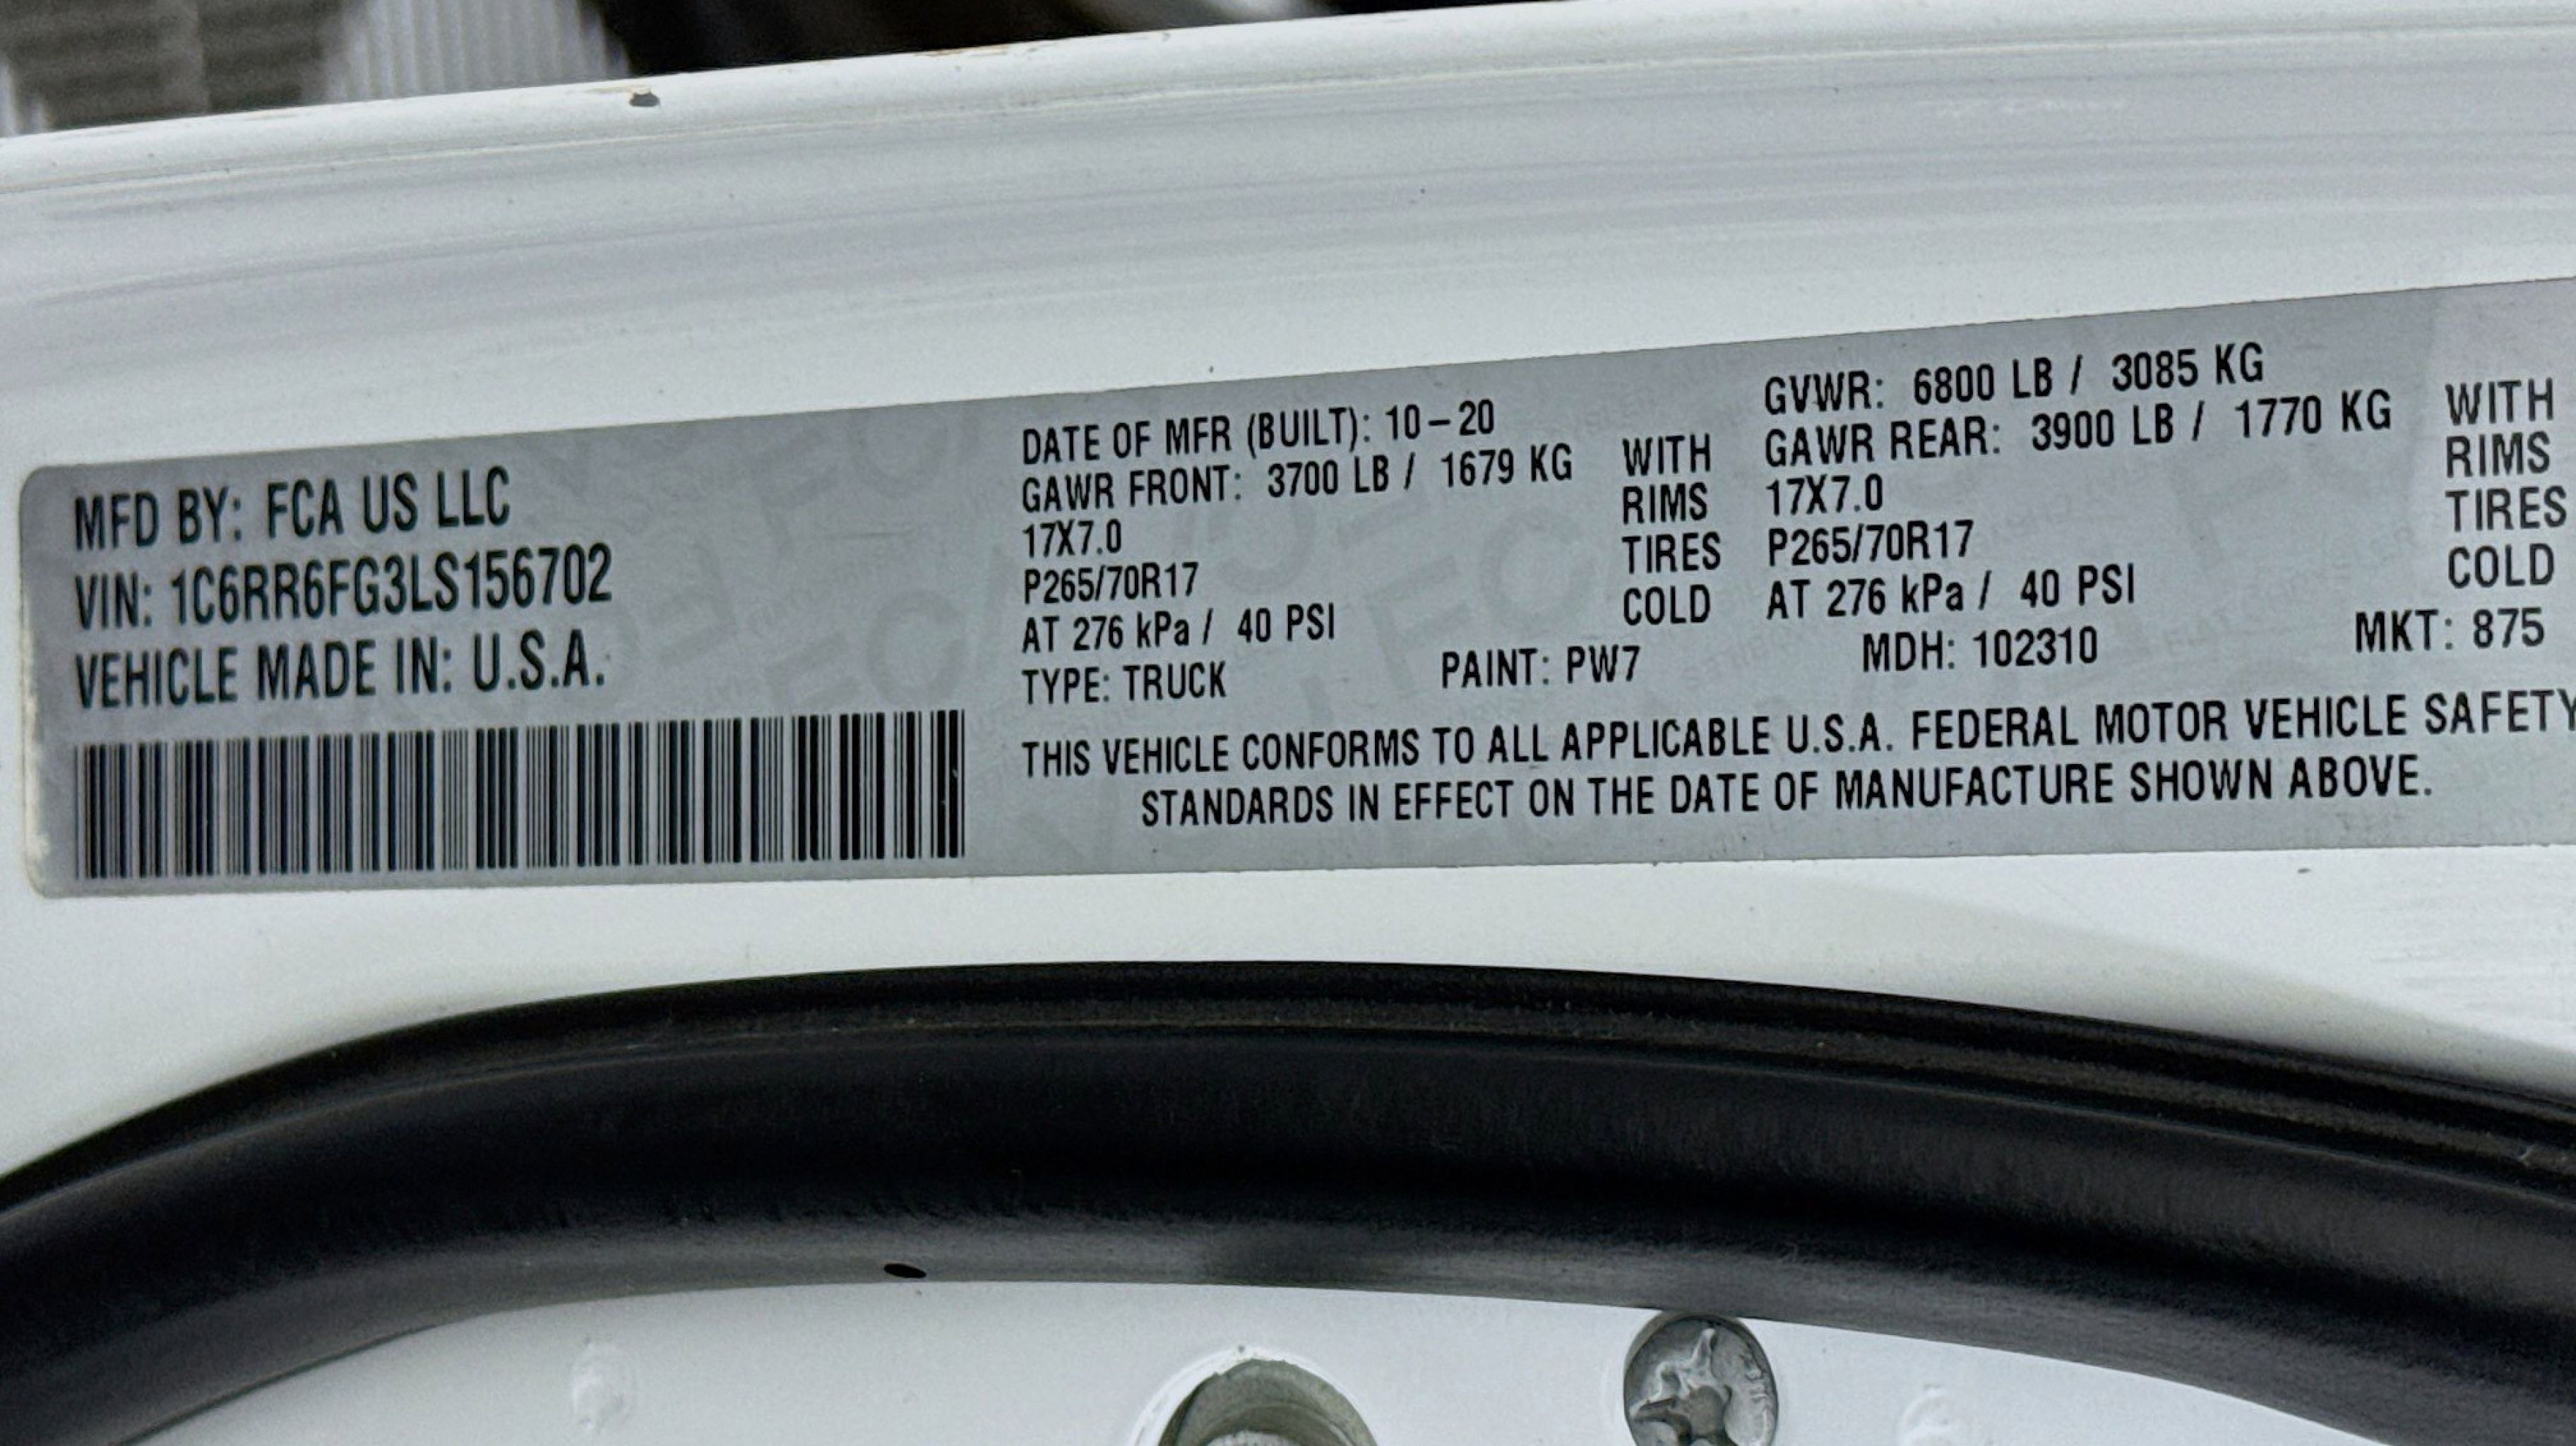 MFD BY: FCA US LLC
VIN: 1C6RR6FG3LS156702
VEHICLE MADE IN: U.S.A.
DATE OF MFR (BUILT): 10-20 GVWR: 6800 LB / 3085 KG
GAWR FRONT: 3700 LB / 1679 KG WITH GAWR REAR: 3900 LB / 1770 KG WITH
17X7.0 RIMS 17X7.0 RIMS
P265/70R17 TIRES P265/70R17 TIRES
AT 276 kPa / 40 PSI COLD AT 276 kPa / 40 PSI COLD
TYPE: TRUCK PAINT: PW7 MDH: 102310 MKT: 875
THIS VEHICLE CONFORMS TO ALL APPLICABLE U.S.A. FEDERAL MOTOR VEHICLE SAFETY
STANDARDS IN EFFECT ON THE DATE OF MANUFACTURE SHOWN ABOVE.